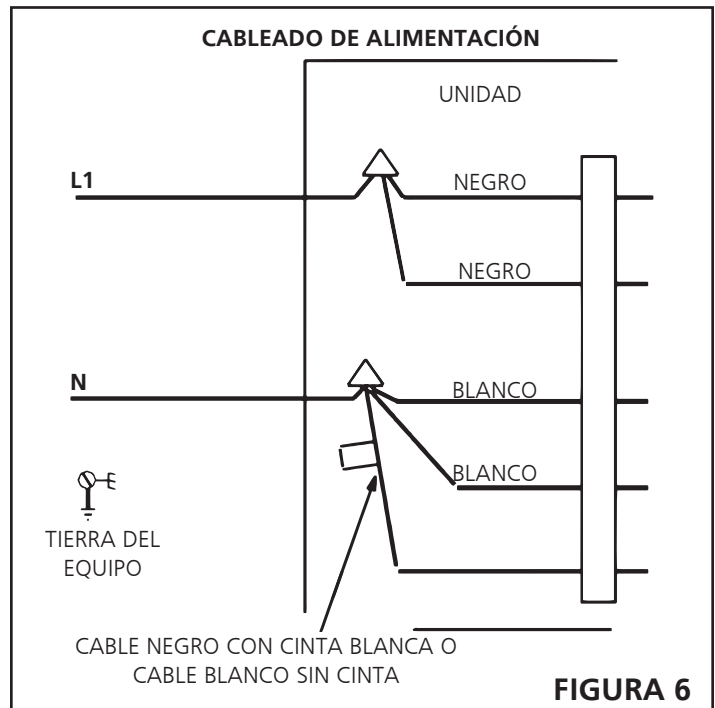 CABLEADO DE ALIMENTACIÓN
UNIDAD
L1
NEGRO
NEGRO
N
BLANCO
BLANCO
TIERRA DEL
EQUIPO
CABLE NEGRO CON CINTA BLANCA O
CABLE BLANCO SIN CINTA
FIGURA 6